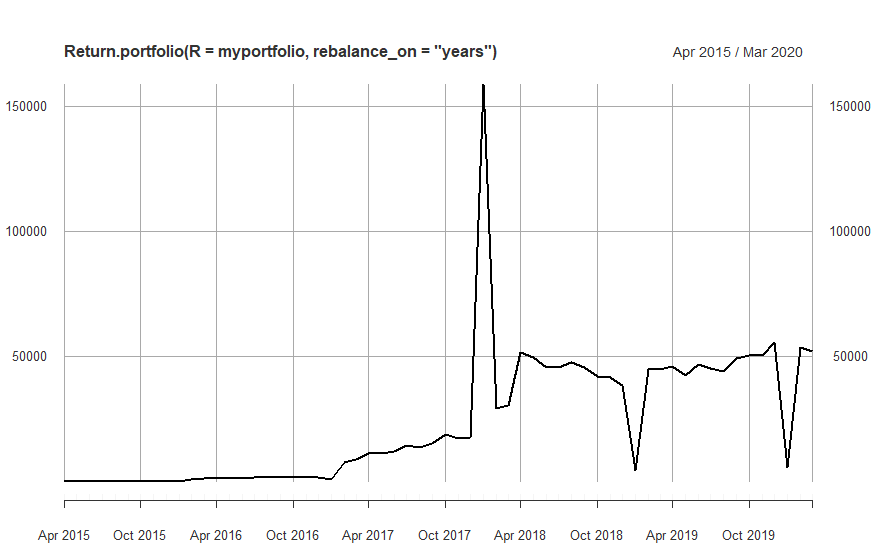 Return.portfolio(R = myportfolio, rebalance_on = "years")
Apr 2015 / Mar 2020
150000 150000
100000 100000
50000 50000
Apr 2015 Oct 2015 Apr 2016 Oct 2016 Apr 2017 Oct 2017 Apr 2018 Oct 2018 Apr 2019 Oct 2019